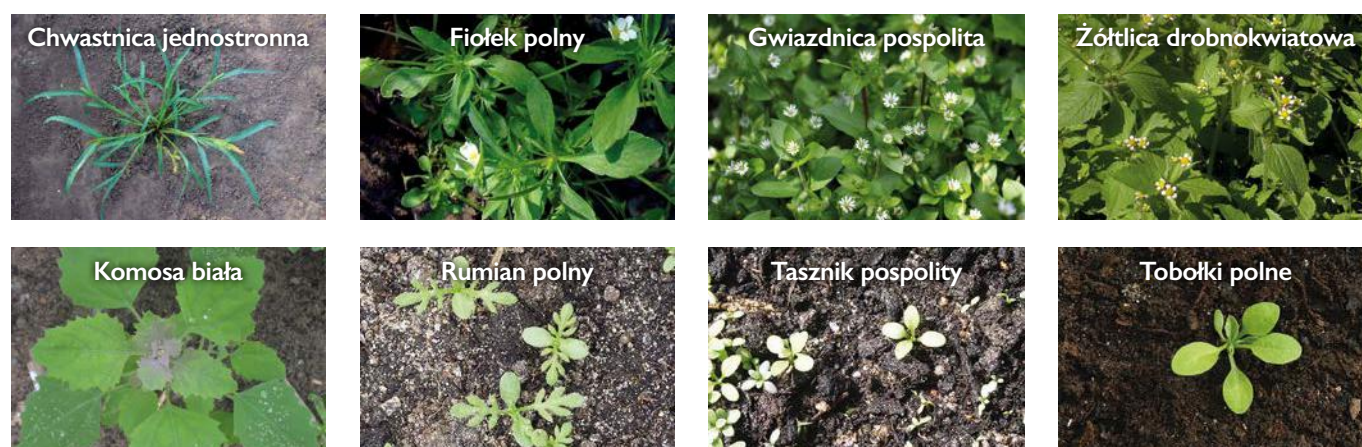 Chwastnica jednostronna
Fiołek polny
Gwiazdnica pospolita
Żółtlica drobnokwiatowa
Komosa biała
Rumian polny
Tasznik pospolity
Tobołki polne